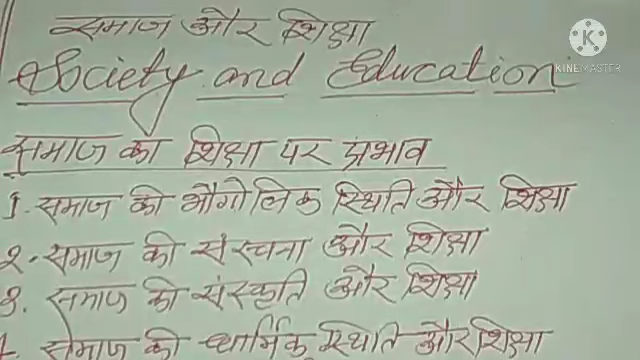 समाज और शिक्षा
Society and Education
समाज का शिक्षा पर प्रभाव
1. समाज की भौगोलिक स्थिति और शिक्षा
2. समाज की संरचना और शिक्षा
3. समाज की संस्कृति और शिक्षा
4. समाज की धार्मिक स्थिति और शिक्षा
K
KINEMASTER